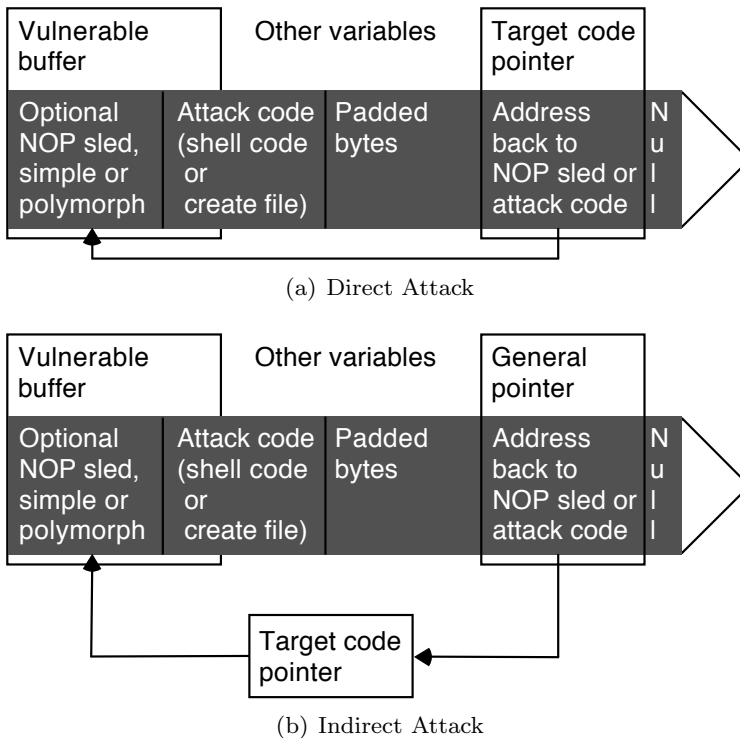 Vulnerable
buffer
Other variables
Target code
pointer
Optional
NOP sled,
simple or
polymorph
Attack code
(shell code
or
create file)
Padded
bytes
Address
back to
NOP sled or
attack code
N
u
l
l
(a) Direct Attack
Vulnerable
buffer
Other variables
General
pointer
Optional
NOP sled,
simple or
polymorph
Attack code
(shell code
or
create file)
Padded
bytes
Address
back to
NOP sled or
attack code
N
u
l
l
Target code
pointer
(b) Indirect Attack